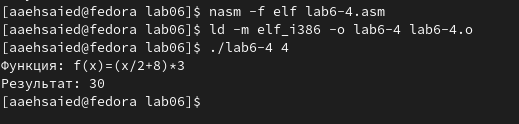 [aaehsaied@fedora lab06]$ nasm -f elf lab6-4.asm
[aaehsaied@fedora lab06]$ ld -m elf_i386 -o lab6-4 lab6-4.o
[aaehsaied@fedora lab06]$ ./lab6-4 4
Функция: f(x)=(x/2+8)*3
Результат: 30
[aaehsaied@fedora lab06]$